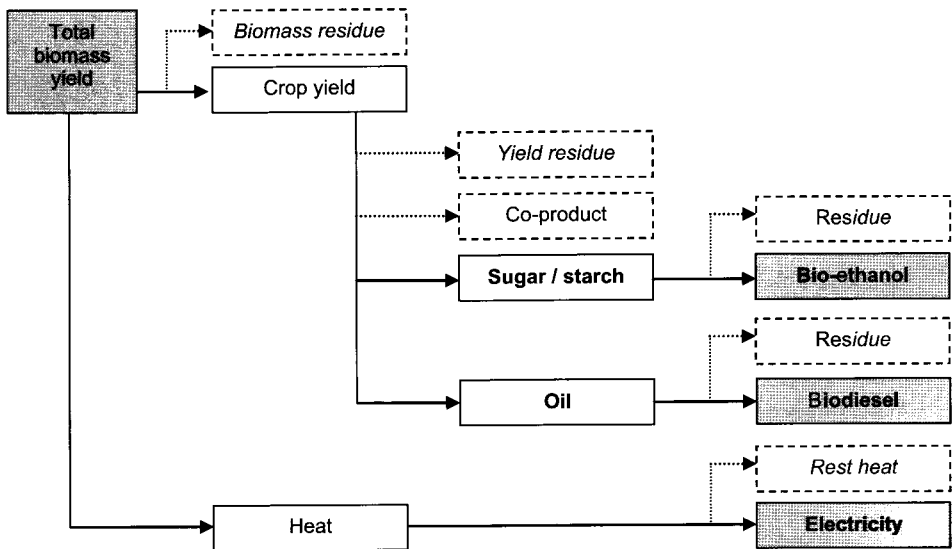 Total
biomass
yield
Biomass residue
Crop yield
Yield residue
Co-product
Residue
Sugar / starch
Bio-ethanol
Residue
Oil
Biodiesel
Rest heat
Heat
Electricity